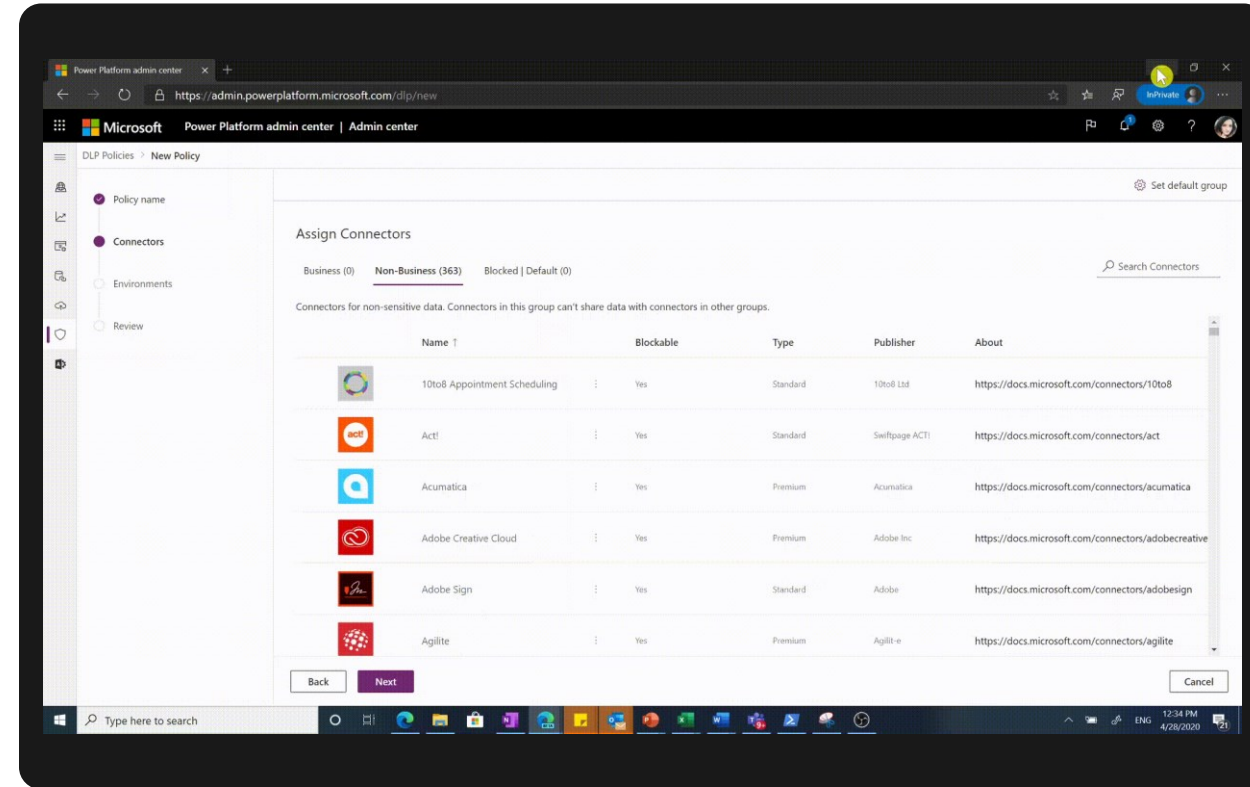 Power Platform admin center
https://admin.powerplatform.microsoft.com/dlp/new
InPrivate
Microsoft Power Platform admin center | Admin center
1
DLP Policies > New Policy
Set default group
Policy name
Connectors
Environments
Review
Assign Connectors
Business (0) Non-Business (363) Blocked | Default (0)
Search Connectors
Connectors for non-sensitive data. Connectors in this group can't share data with connectors in other groups.
Name ↑ Blockable Type Publisher About
10to8 Appointment Scheduling Yes Standard 10to8 Ltd https://docs.microsoft.com/connectors/10to8
act!
Act! Yes Standard Swiftpage ACT! https://docs.microsoft.com/connectors/act
Acumatica Yes Premium Acumatica https://docs.microsoft.com/connectors/acumatica
Adobe Creative Cloud Yes Premium Adobe Inc https://docs.microsoft.com/connectors/adobecreative
Adobe Sign Yes Standard Adobe https://docs.microsoft.com/connectors/adobesign
Agilite Yes Premium Agilit-e https://docs.microsoft.com/connectors/agilite
Back Next Cancel
Type here to search
ENG
12:34 PM
4/28/2020
21